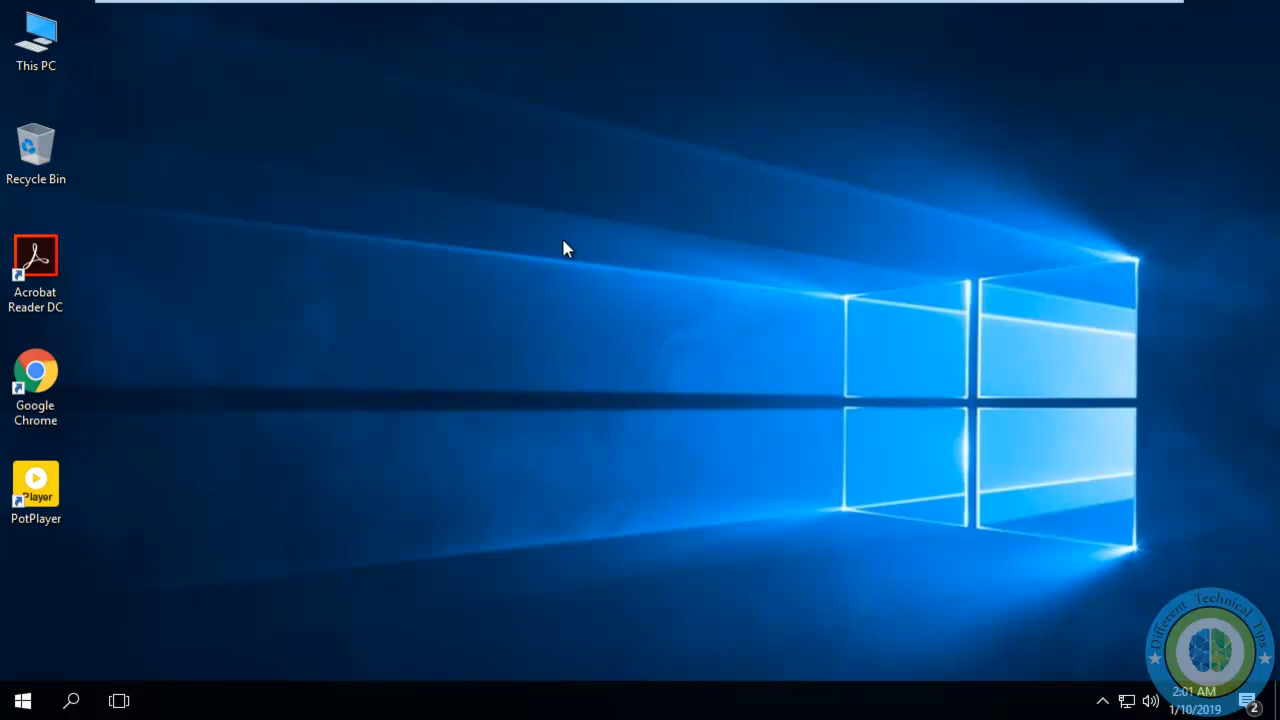 This PC
Recycle Bin
Acrobat
Reader DC
Google
Chrome
Player
PotPlayer
Different Technical Tips
2:01 AM
1/10/2019
2